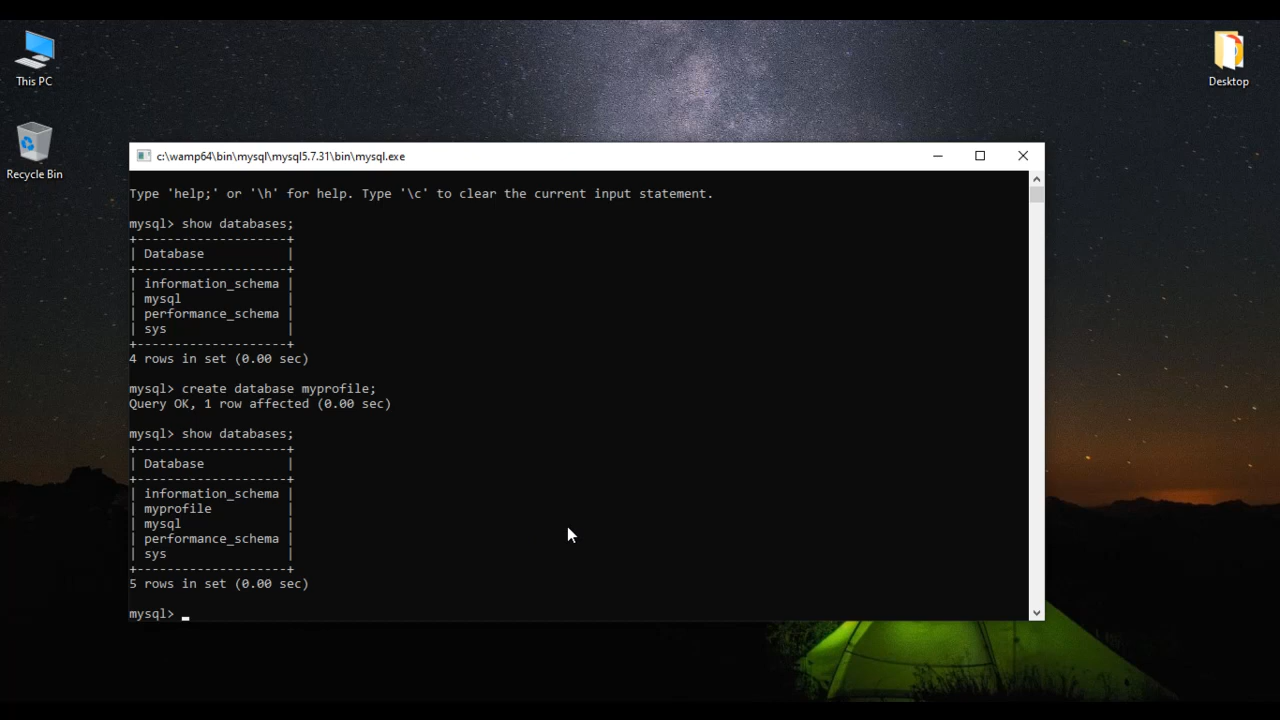 This PC
Recycle Bin
Desktop
c:\wamp64\bin\mysql\mysql5.7.31\bin\mysql.exe
Type 'help;' or '\h' for help. Type '\c' to clear the current input statement.
mysql> show databases;
+--------------------+
| Database           |
+--------------------+
| information_schema |
| mysql              |
| performance_schema |
| sys                |
+--------------------+
4 rows in set (0.00 sec)
mysql> create database myprofile;
Query OK, 1 row affected (0.00 sec)
mysql> show databases;
+--------------------+
| Database           |
+--------------------+
| information_schema |
| myprofile          |
| mysql              |
| performance_schema |
| sys                |
+--------------------+
5 rows in set (0.00 sec)
mysql> _